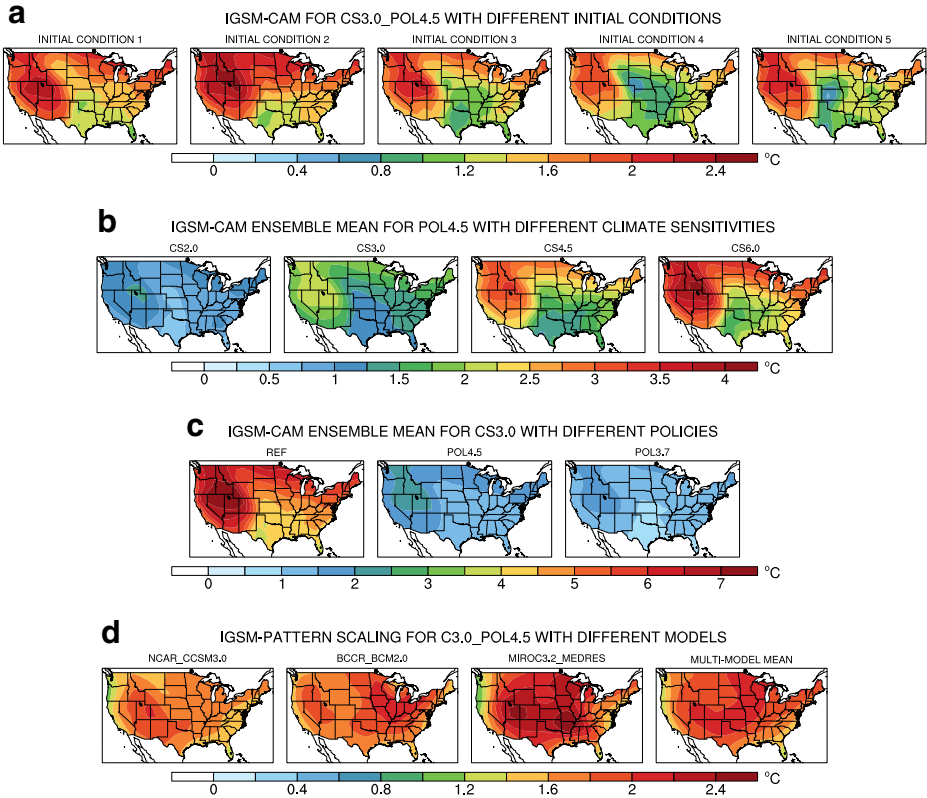 a
IGSM-CAM FOR CS3.0_POL4.5 WITH DIFFERENT INITIAL CONDITIONS
INITIAL CONDITION 1 INITIAL CONDITION 2 INITIAL CONDITION 3 INITIAL CONDITION 4 INITIAL CONDITION 5
0 0.4 0.8 1.2 1.6 2 2.4 °C
b
IGSM-CAM ENSEMBLE MEAN FOR POL4.5 WITH DIFFERENT CLIMATE SENSITIVITIES
CS2.0 CS3.0 CS4.5 CS6.0
0 0.5 1 1.5 2 2.5 3 3.5 4 °C
c
IGSM-CAM ENSEMBLE MEAN FOR CS3.0 WITH DIFFERENT POLICIES
REF POL4.5 POL3.7
0 1 2 3 4 5 6 7 °C
d
IGSM-PATTERN SCALING FOR C3.0_POL4.5 WITH DIFFERENT MODELS
NCAR_CCSM3.0 BCCR_BCM2.0 MIROC3.2_MEDRES MULTI-MODEL MEAN
0 0.4 0.8 1.2 1.6 2 2.4 °C